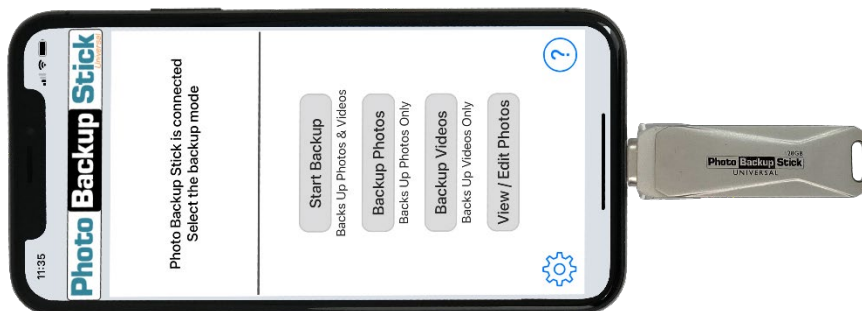 11:35
Photo Backup Stick
Universal
Photo Backup Stick is connected
Select the backup mode
Start Backup
Backs Up Photos & Videos
Backup Photos
Backs Up Photos Only
Backup Videos
Backs Up Videos Only
View / Edit Photos
?
128GB
Photo Backup Stick
UNIVERSAL